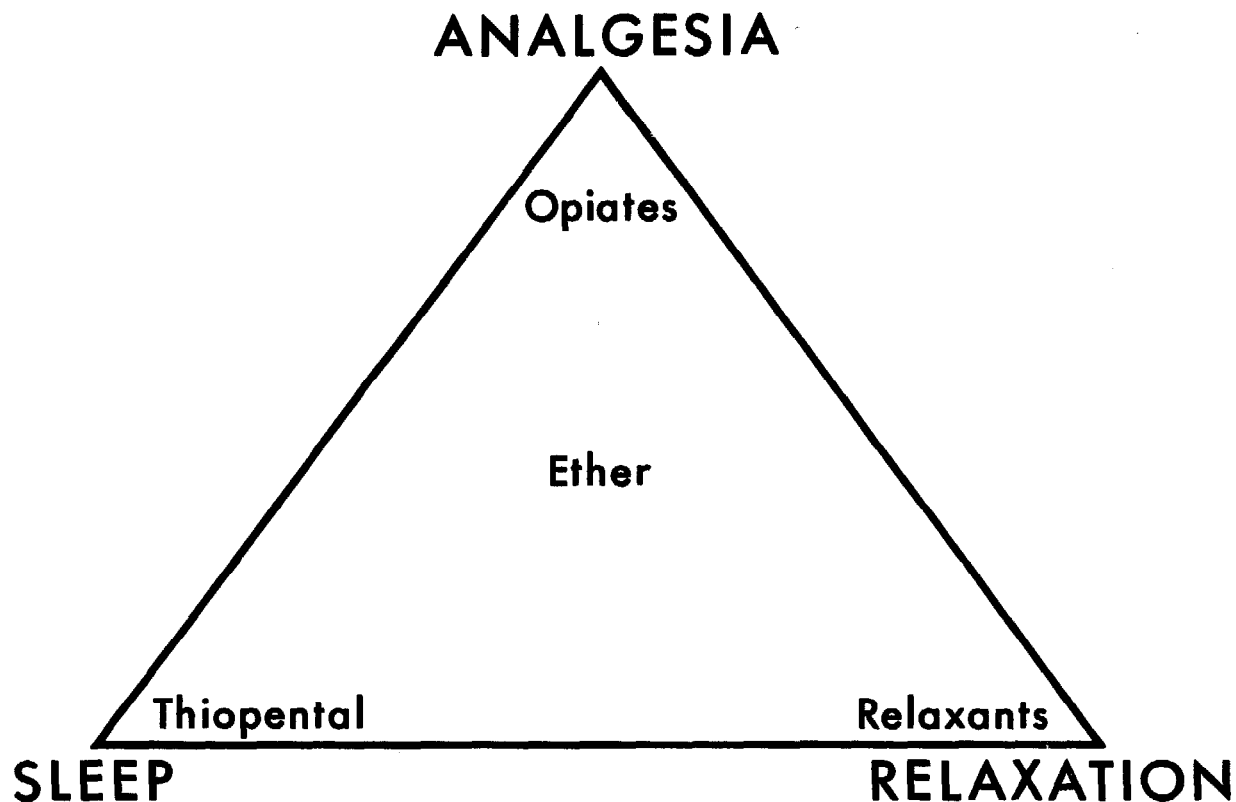 ANALGESIA
Opiates
Ether
Thiopental Relaxants
SLEEP RELAXATION